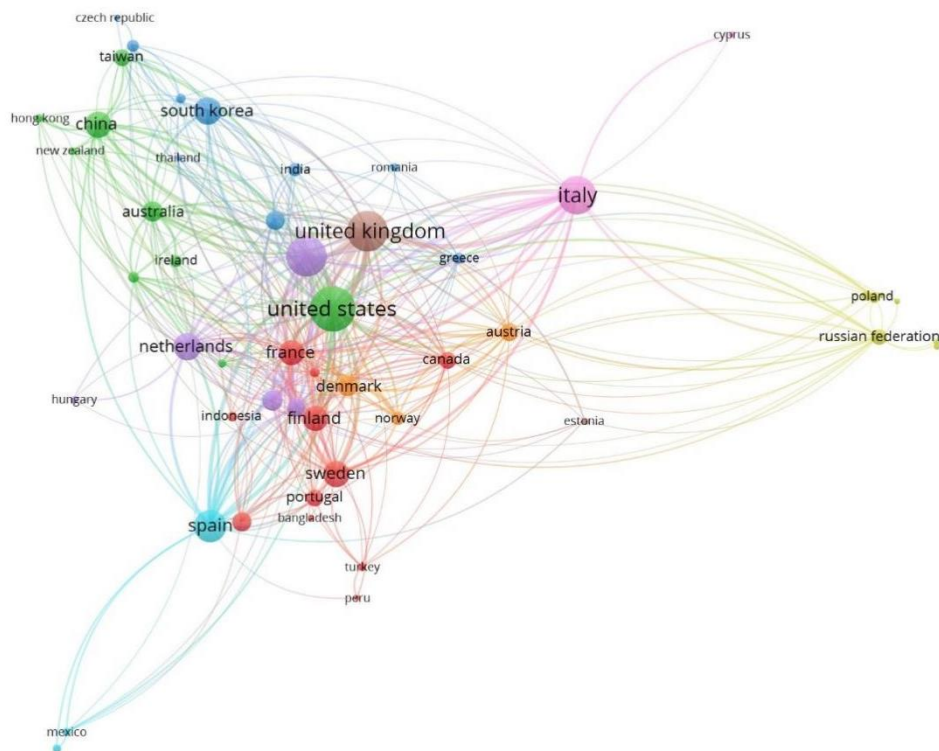 czech republic
taiwan
cyprus
south korea
hong kong
china
new zealand
thailand
india
romania
italy
australia
united kingdom
ireland
greece
poland
united states
austria
russian federation
netherlands
france
canada
denmark
hungary
indonesia
finland
norway
estonia
sweden
portugal
bangladesh
spain
turkey
peru
mexico